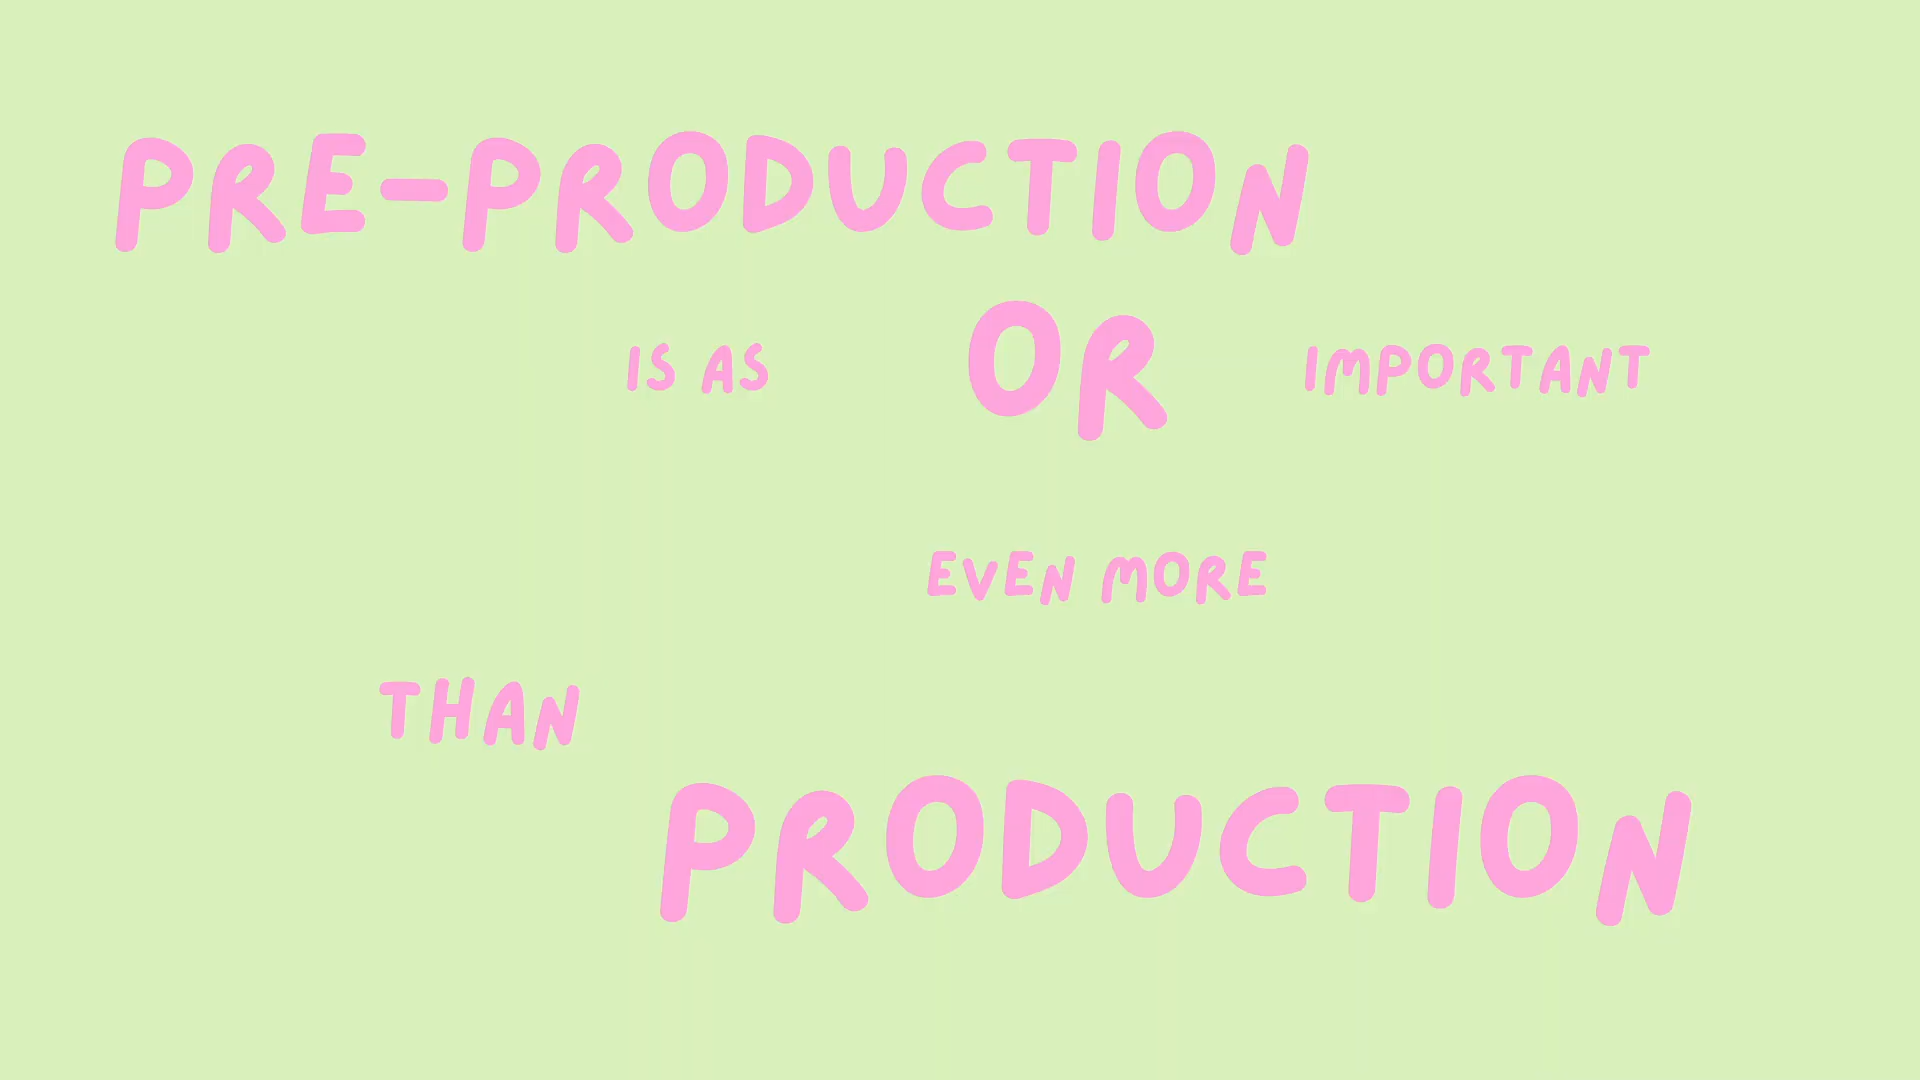 PRE-PRODUCTION
IS AS OR IMPORTANT
EVEN MORE
THAN
PRODUCTION